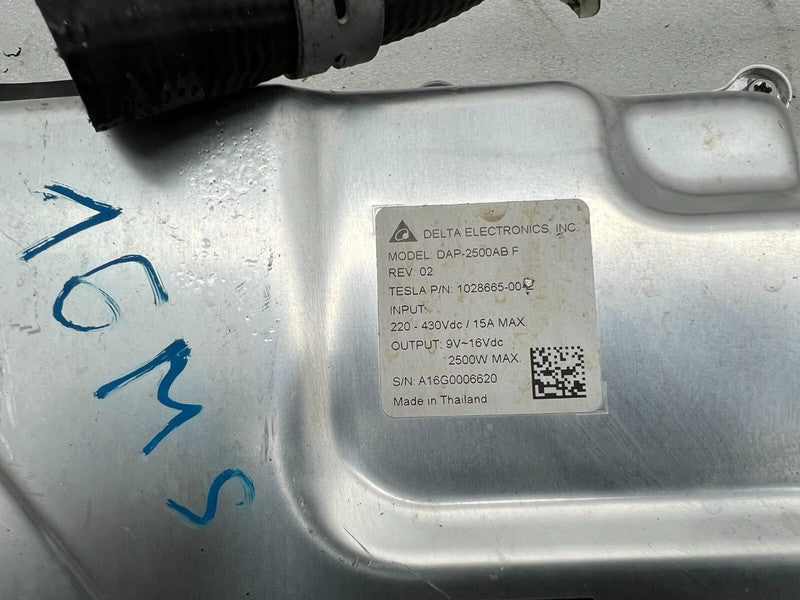 16MS
DELTA ELECTRONICS, INC.
MODEL: DAP-2500AB F
REV: 02
TESLA P/N: 1028665-00
INPUT:
220 - 430Vdc / 15A MAX.
OUTPUT: 9V~16Vdc
2500W MAX.
S/N: A16G0006620
Made in Thailand